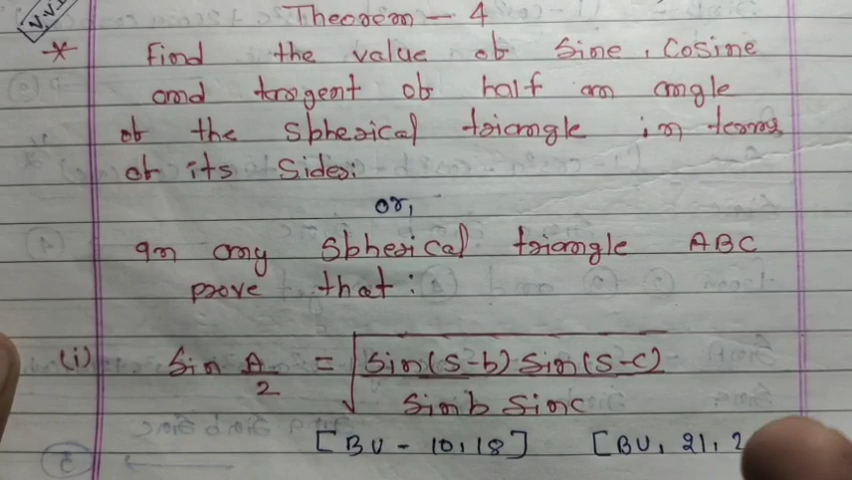 V.V.I
Theorem - 4
* Find the value of Sine, Cosine
and tangent of half an angle
of the Spherical triangle in terms
of its Sides.
or,
In any Spherical triangle ABC
prove that:
(i) Sin A/2 = √(Sin(S-b) Sin(S-c) / Sinb Sinc)
[BU - 10, 18] [BU, 21, 2